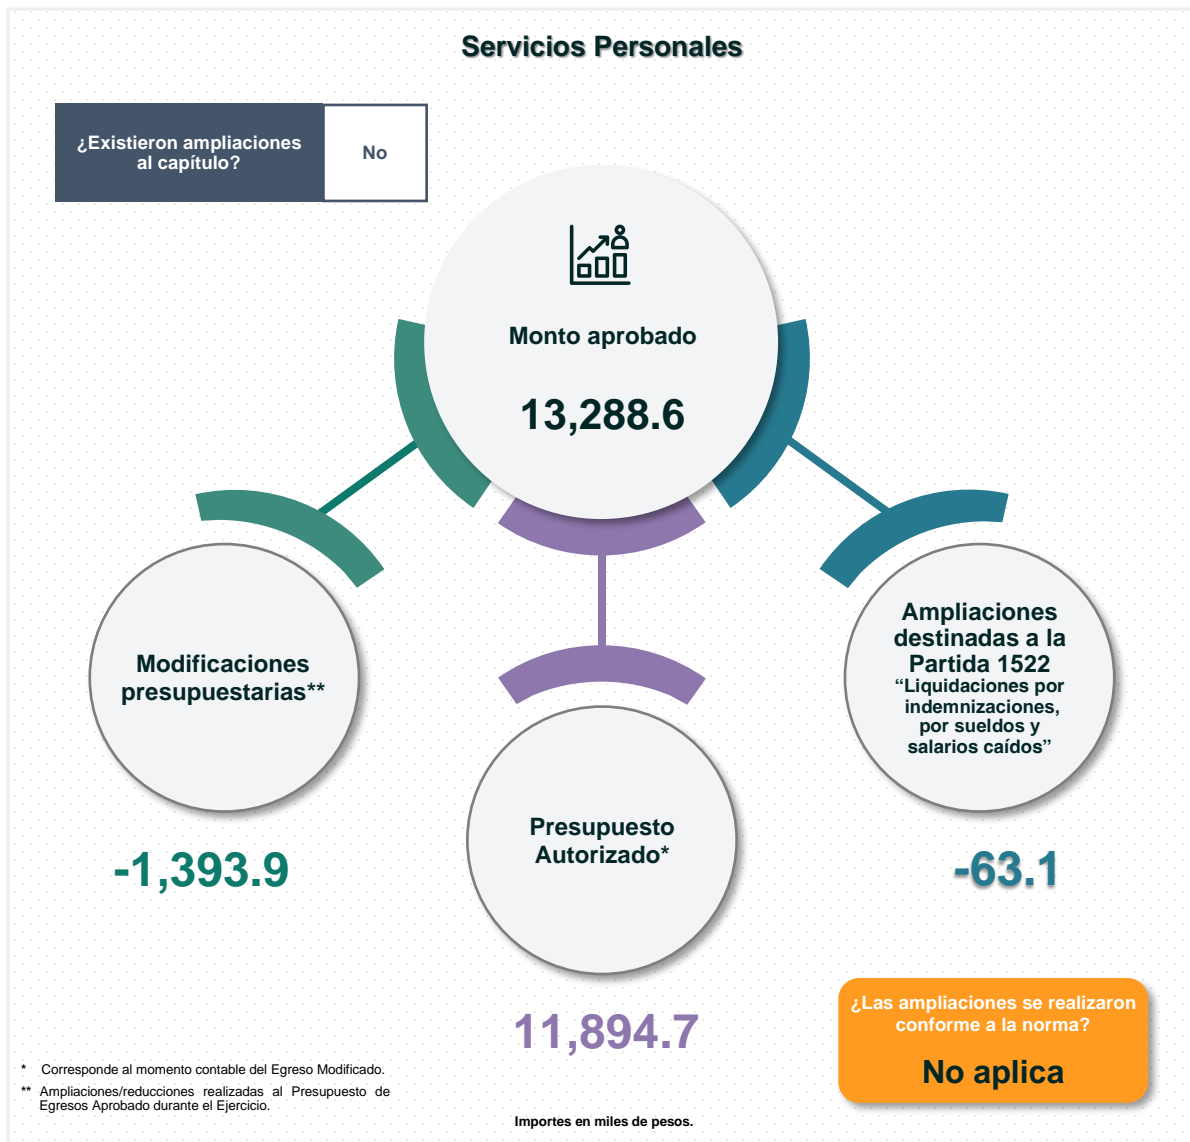 Servicios Personales
¿Existieron ampliaciones
al capítulo?
No
Monto aprobado
13,288.6
Modificaciones
presupuestarias**
-1,393.9
Presupuesto
Autorizado*
11,894.7
Ampliaciones
destinadas a la
Partida 1522
“Liquidaciones por
indemnizaciones,
por sueldos y
salarios caídos”
-63.1
¿Las ampliaciones se realizaron
conforme a la norma?
No aplica
* Corresponde al momento contable del Egreso Modificado.
** Ampliaciones/reducciones realizadas al Presupuesto de
Egresos Aprobado durante el Ejercicio.
Importes en miles de pesos.